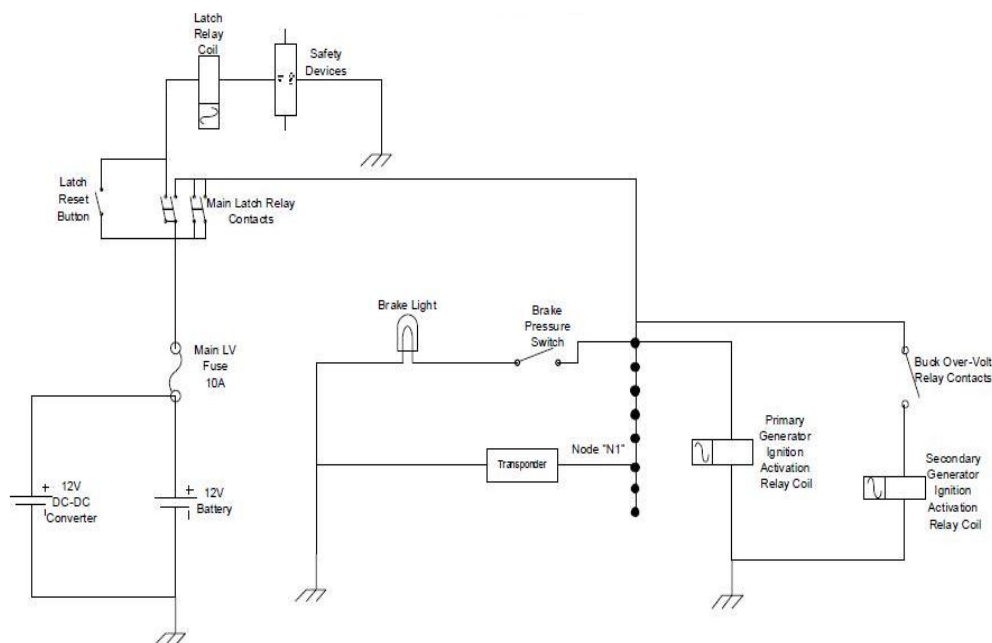 Latch
Relay
Coil
Safety
Devices
Latch
Reset
Button
Main Latch Relay
Contacts
Brake Light
Brake
Pressure
Switch
Main LV
Fuse
10A
Buck Over-Volt
Relay Contacts
Primary
Generator
Ignition
Activation
Relay Coil
Node "N1"
Transponder
Secondary
Generator
Ignition
Activation
Relay Coil
+ 12V
DC-DC
Converter
+ 12V
Battery